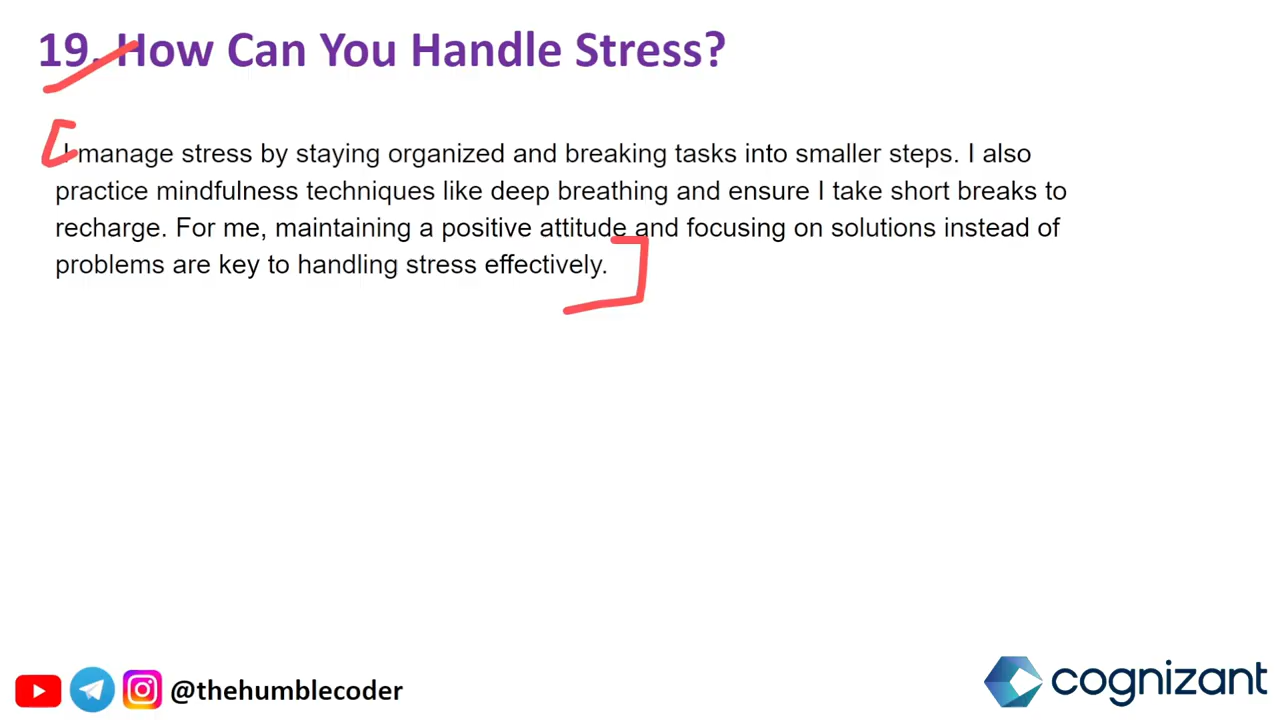 19. How Can You Handle Stress?
I manage stress by staying organized and breaking tasks into smaller steps. I also
practice mindfulness techniques like deep breathing and ensure I take short breaks to
recharge. For me, maintaining a positive attitude and focusing on solutions instead of
problems are key to handling stress effectively.
@thehumblecoder
cognizant